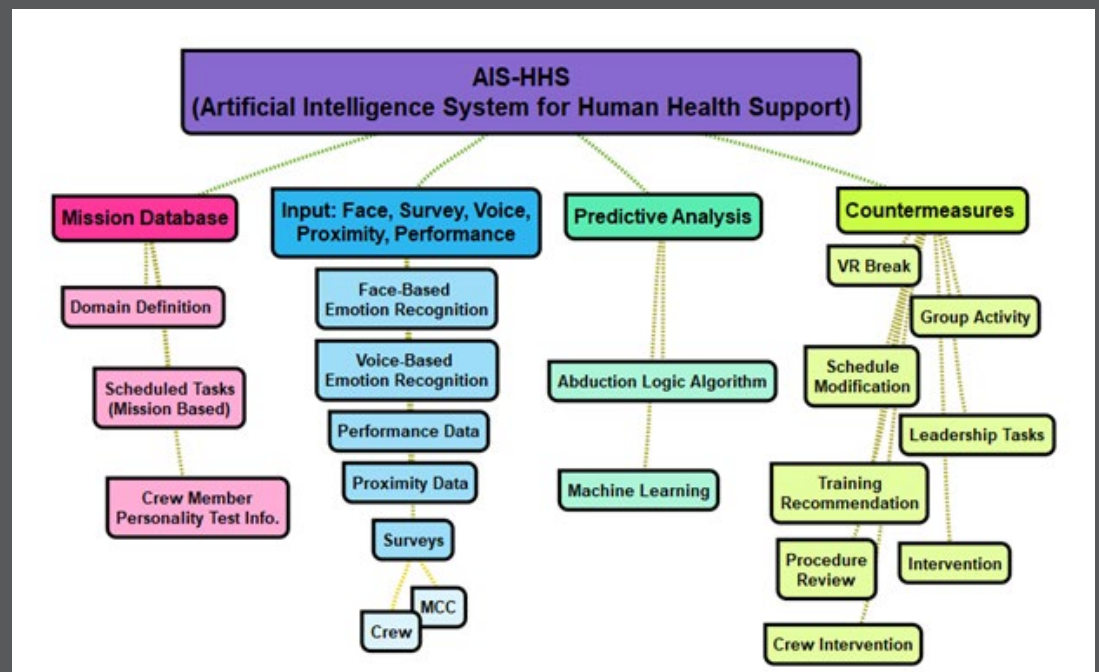 AIS-HHS
(Artificial Intelligence System for Human Health Support)
Mission Database
Domain Definition
Scheduled Tasks
(Mission Based)
Crew Member
Personality Test Info.
Input: Face, Survey, Voice,
Proximity, Performance
Face-Based
Emotion Recognition
Voice-Based
Emotion Recognition
Performance Data
Proximity Data
Surveys
MCC
Crew
Predictive Analysis
Abduction Logic Algorithm
Machine Learning
Countermeasures
VR Break
Group Activity
Schedule
Modification
Leadership Tasks
Training
Recommendation
Procedure
Review
Intervention
Crew Intervention